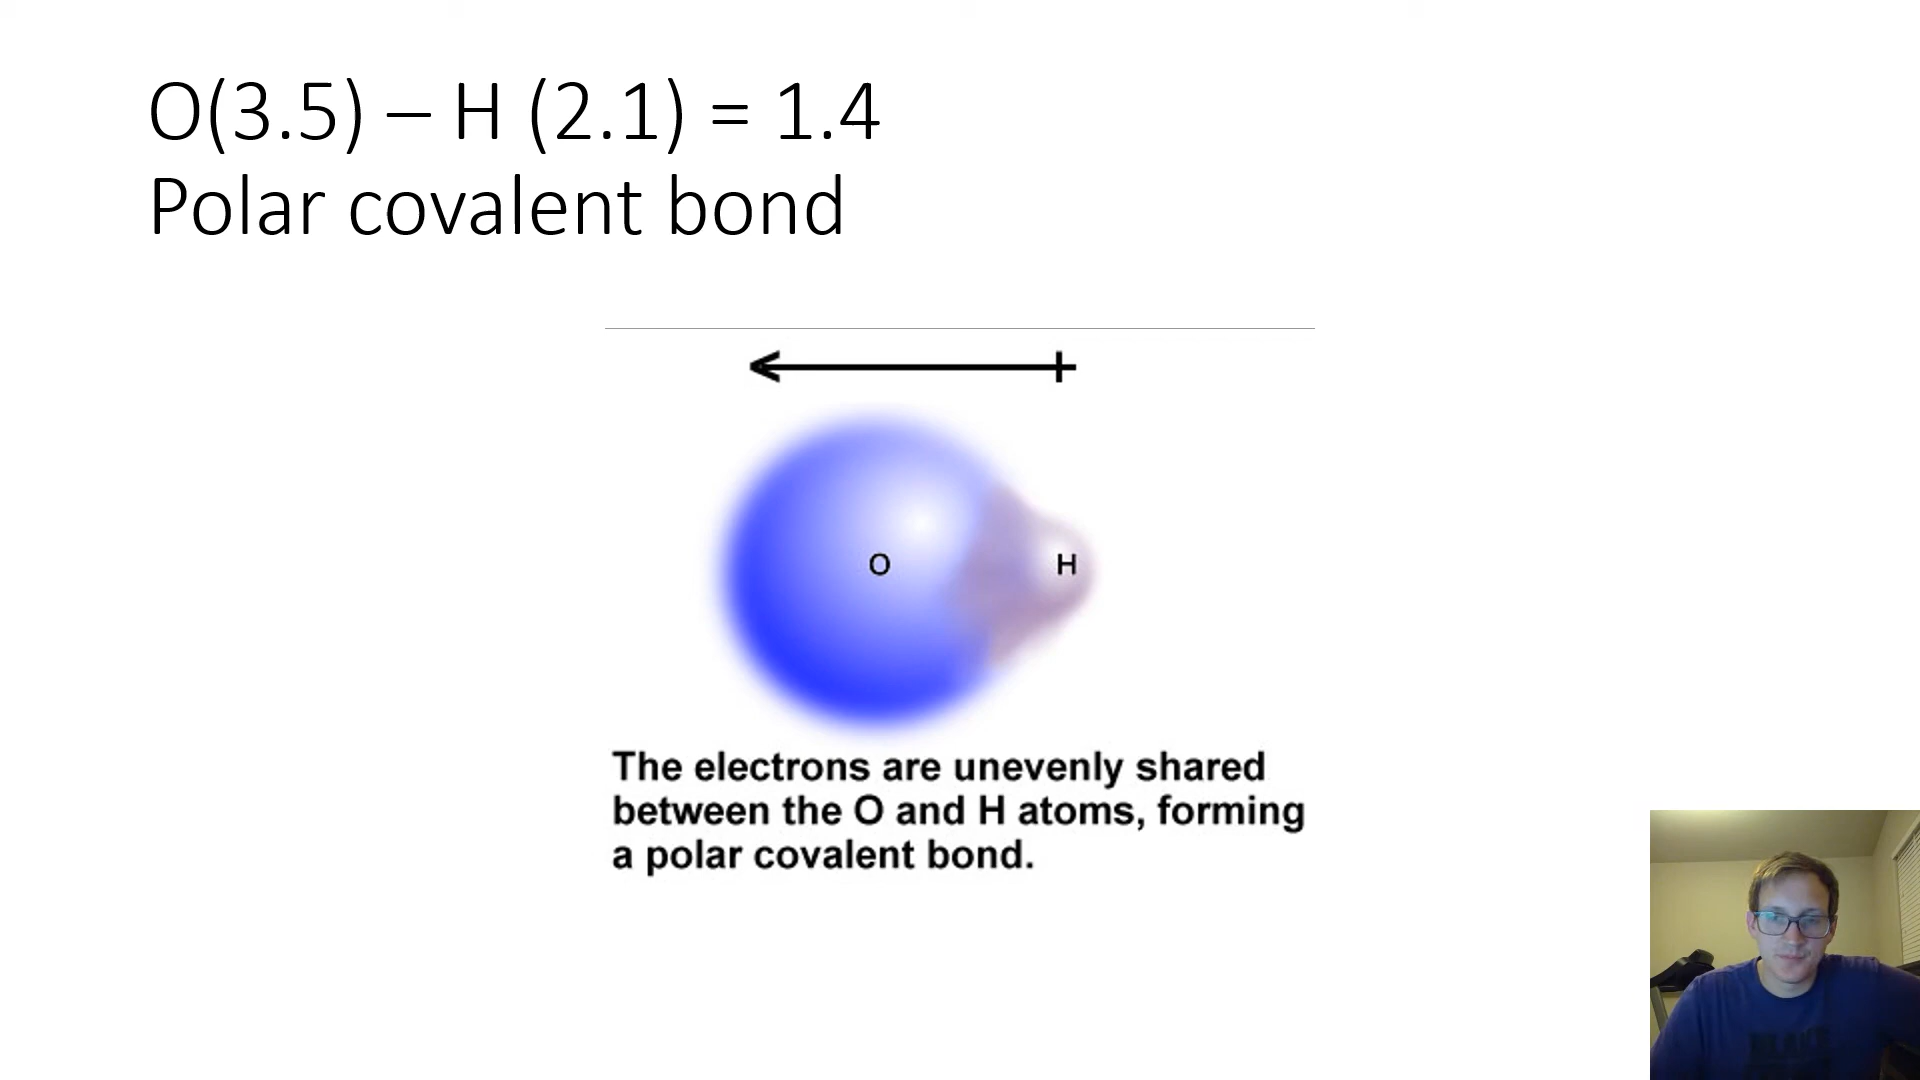 O(3.5) – H (2.1) = 1.4
Polar covalent bond
O
H
The electrons are unevenly shared
between the O and H atoms, forming
a polar covalent bond.